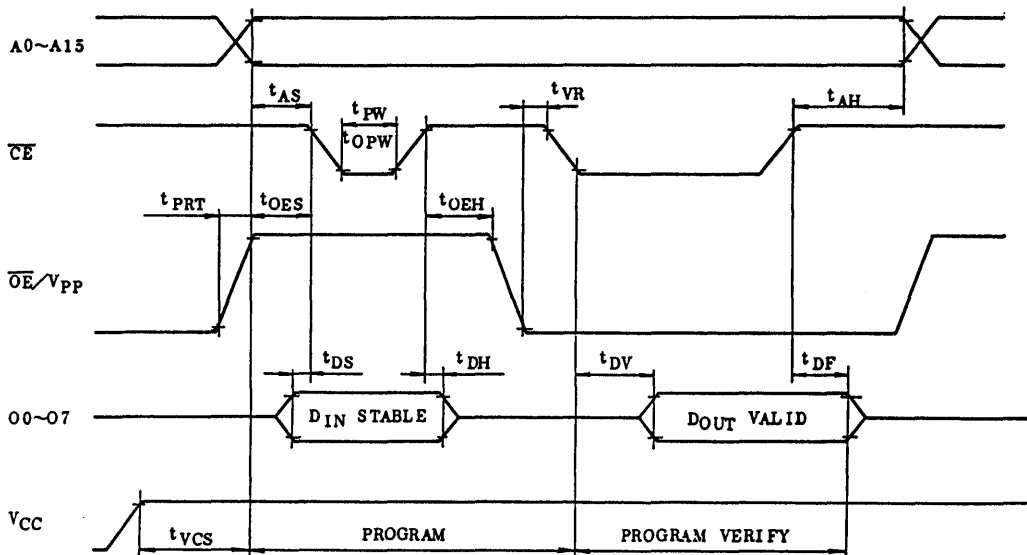 A0~A15
tAS
tPW
tOPW
tVR
tAH
CE
tPRT
tOES
tOEH
OE/VPP
tDS
tDH
tDV
tDF
O0~O7
DIN STABLE
DOUT VALID
VCC
tVCS
PROGRAM
PROGRAM VERIFY